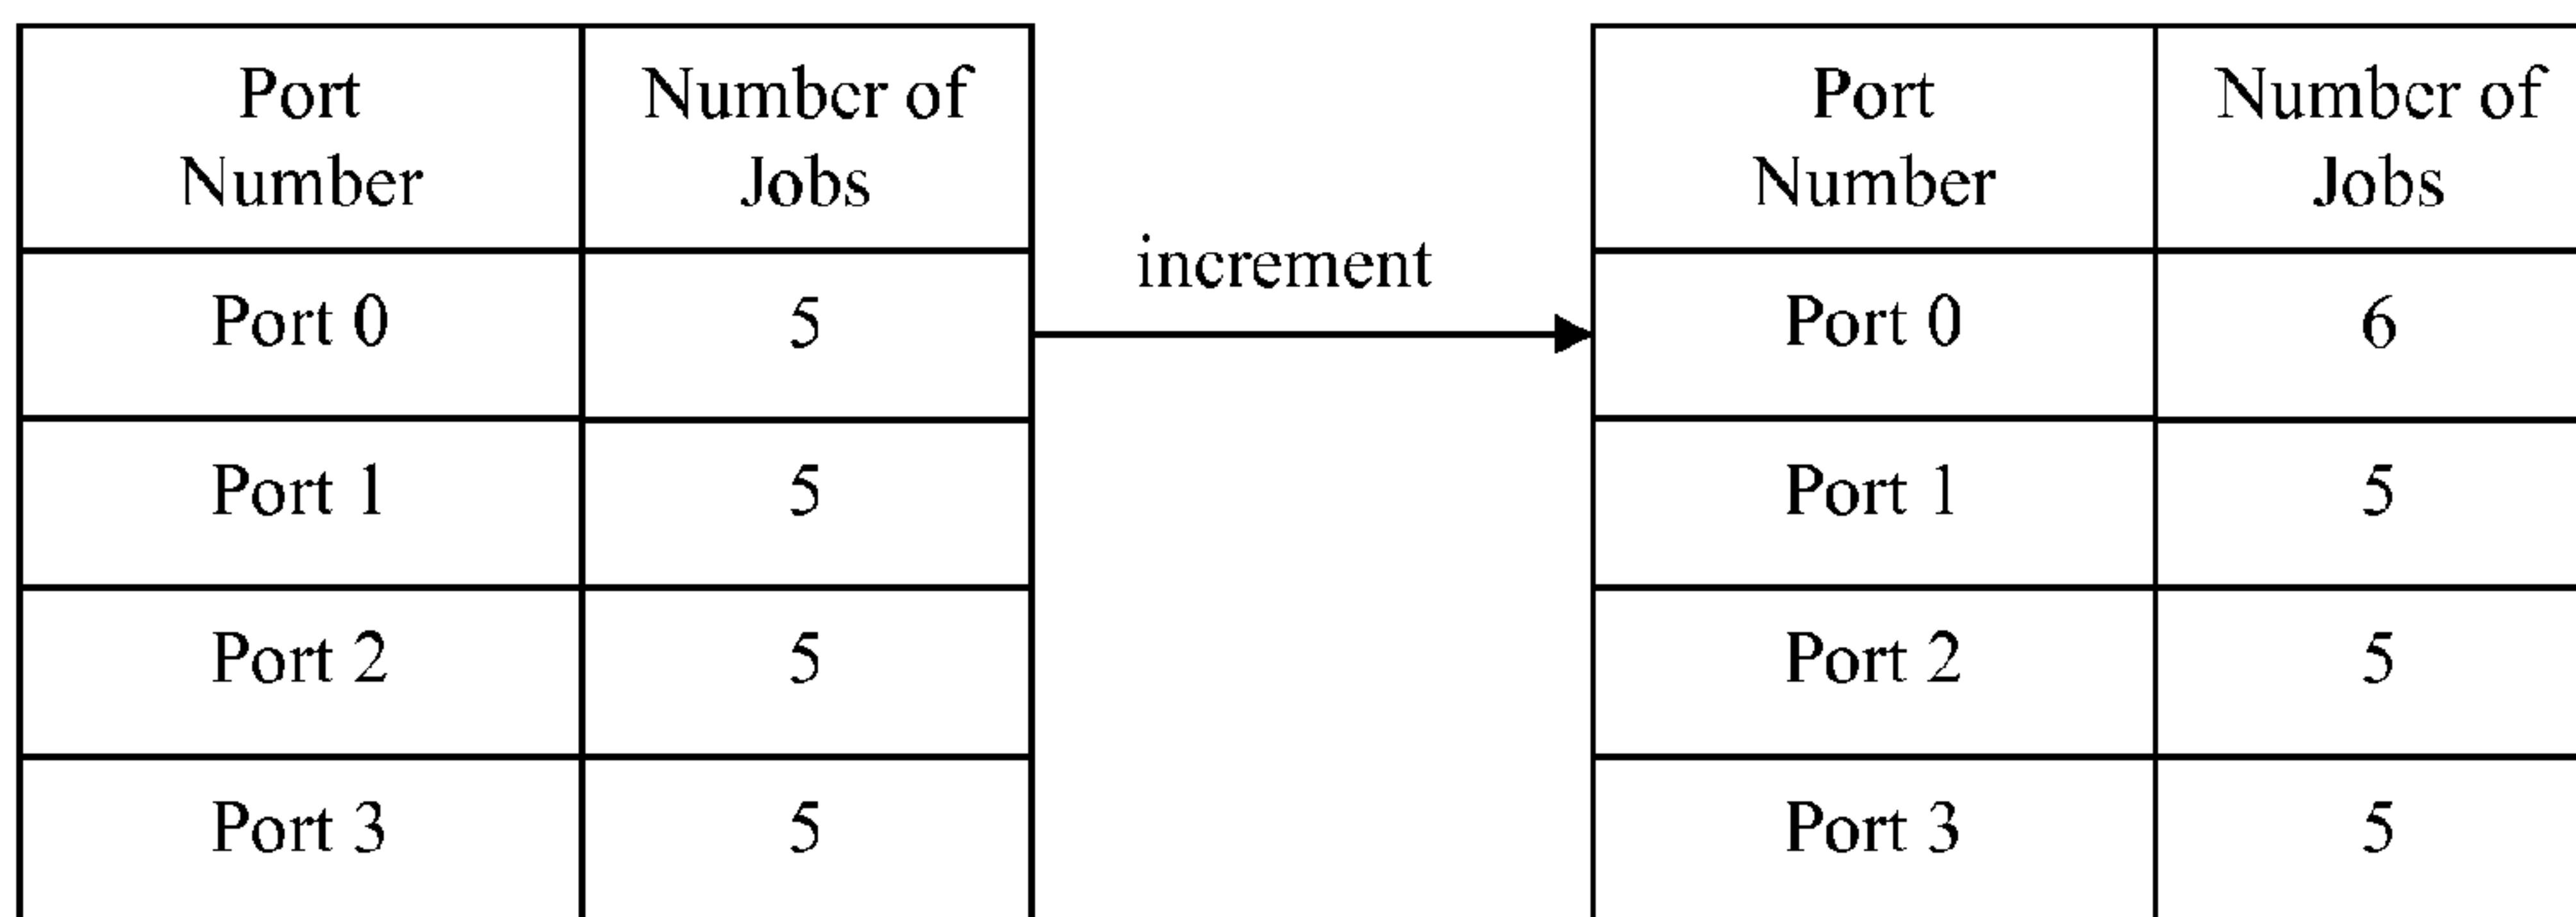 Port
Number
Number of
Jobs
Port 0
5
Port 1
5
Port 2
5
Port 3
5
increment
Port
Number
Number of
Jobs
Port 0
6
Port 1
5
Port 2
5
Port 3
5